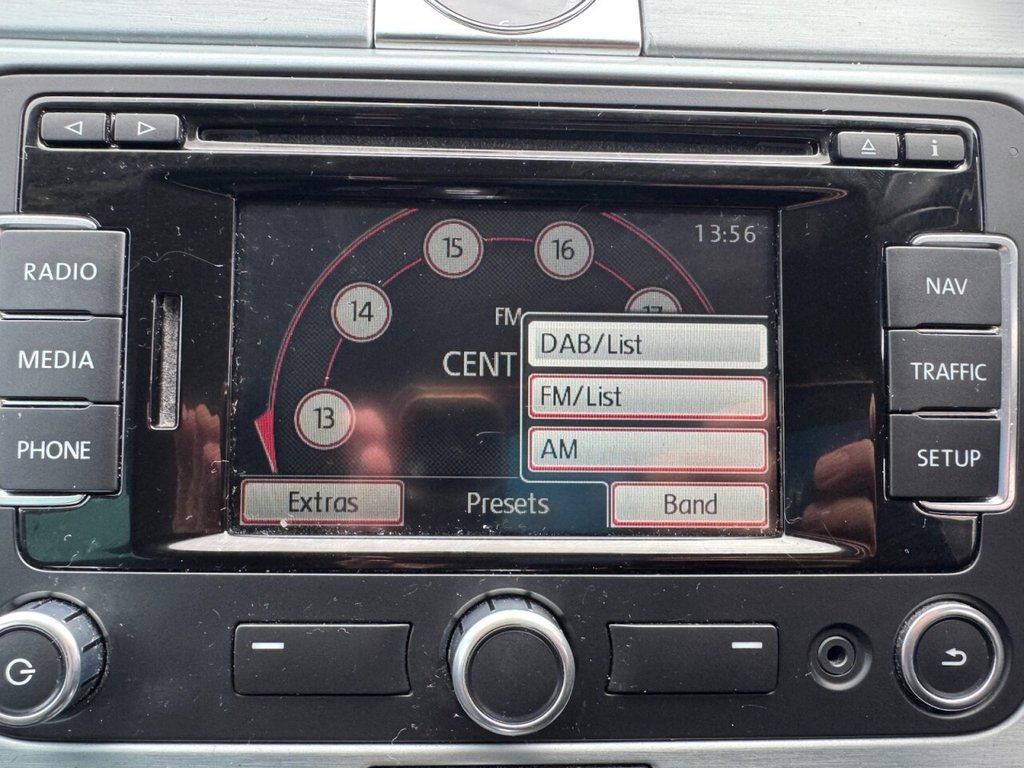 i
RADIO
MEDIA
PHONE
15
16
13:56
14
13
FM
CENT
DAB/List
FM/List
AM
Extras
Presets
Band
NAV
TRAFFIC
SETUP